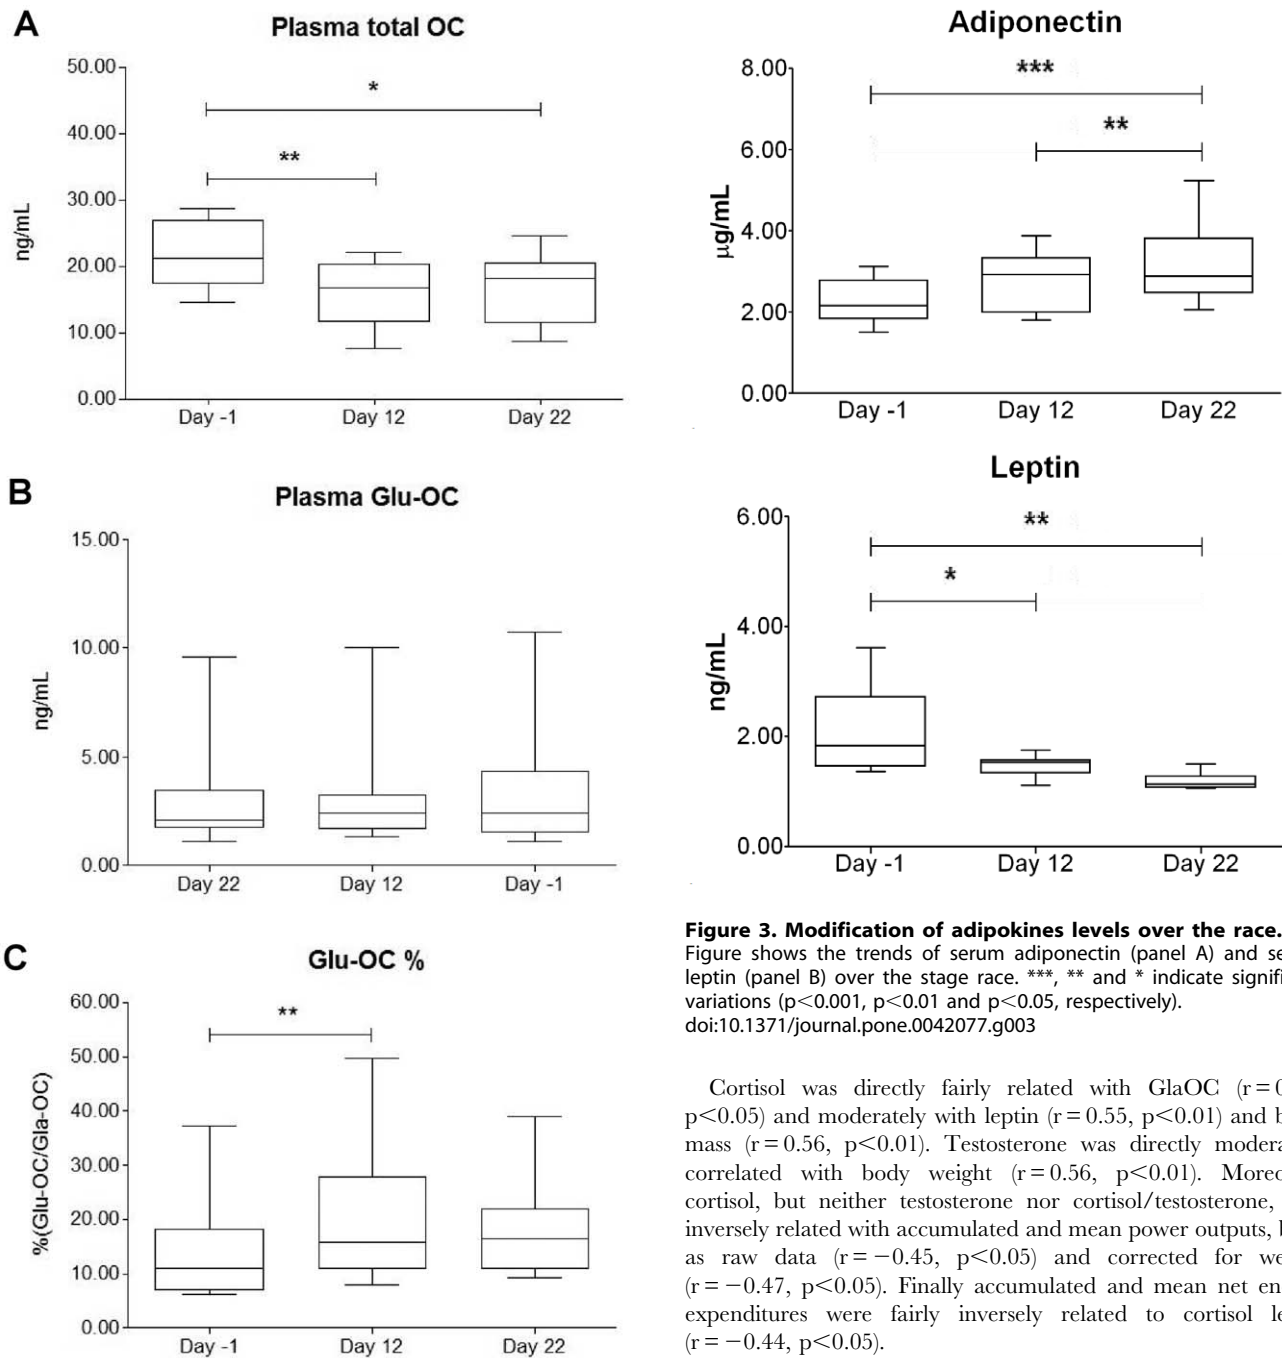 A
Plasma total OC
50.00
40.00
30.00
20.00
10.00
0.00
ng/mL
*
**
Day -1 Day 12 Day 22
B
Plasma Glu-OC
15.00
10.00
5.00
0.00
ng/mL
Day 22 Day 12 Day -1
C
Glu-OC %
60.00
50.00
40.00
30.00
20.00
10.00
0.00
%(Glu-OC/Gla-OC)
**
Day -1 Day 12 Day 22
Adiponectin
8.00
6.00
4.00
2.00
0.00
µg/mL
***
**
Day -1 Day 12 Day 22
Leptin
6.00
4.00
2.00
0.00
ng/mL
**
*
Day -1 Day 12 Day 22
Figure 3. Modification of adipokines levels over the race.
Figure shows the trends of serum adiponectin (panel A) and se
leptin (panel B) over the stage race. ***, ** and * indicate signifi
variations (p<0.001, p<0.01 and p<0.05, respectively).
doi:10.1371/journal.pone.0042077.g003
Cortisol was directly fairly related with GlaOC (r = 0
p<0.05) and moderately with leptin (r = 0.55, p<0.01) and b
mass (r = 0.56, p<0.01). Testosterone was directly modera
correlated with body weight (r = 0.56, p<0.01). Moreo
cortisol, but neither testosterone nor cortisol/testosterone,
inversely related with accumulated and mean power outputs, b
as raw data (r = −0.45, p<0.05) and corrected for we
(r = −0.47, p<0.05). Finally accumulated and mean net en
expenditures were fairly inversely related to cortisol le
(r = −0.44, p<0.05).